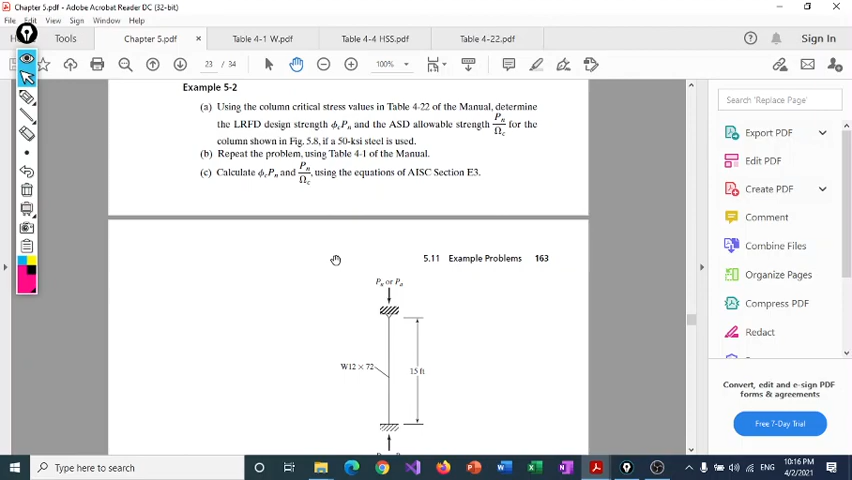 Chapter 5.pdf - Adobe Acrobat Reader DC (32-bit)
File Edit View Sign Window Help
Tools
Chapter 5.pdf
Table 4-1 W.pdf
Table 4-4 HSS.pdf
Table 4-22.pdf
Sign In
23 / 34
100%
Example 5-2
(a) Using the column critical stress values in Table 4-22 of the Manual, determine
the LRFD design strength ϕcPn and the ASD allowable strength Pn/Ωc for the
column shown in Fig. 5.8, if a 50-ksi steel is used.
(b) Repeat the problem, using Table 4-1 of the Manual.
(c) Calculate ϕcPn and Pn/Ωc, using the equations of AISC Section E3.
5.11 Example Problems 163
Pu or Pa
W12 × 72
15 ft
Search 'Replace Page'
Export PDF
Edit PDF
Create PDF
Comment
Combine Files
Organize Pages
Compress PDF
Redact
Convert, edit and e-sign PDF
forms & agreements
Free 7-Day Trial
Type here to search
ENG
10:16 PM
4/2/2021